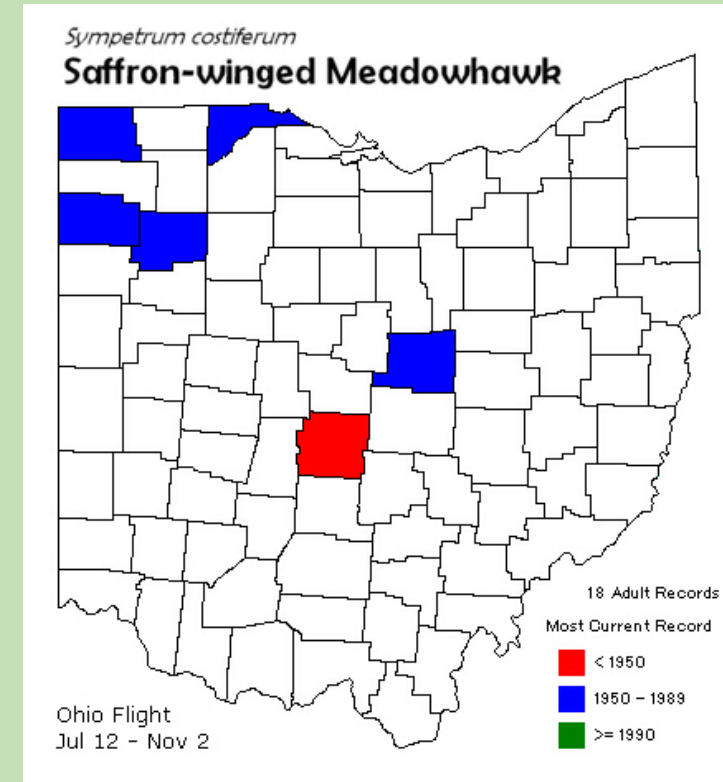 Sympetrum costiferum
Saffron-winged Meadowhawk
18 Adult Records
Most Current Record
< 1950
1950 - 1989
>= 1990
Ohio Flight
Jul 12 - Nov 2